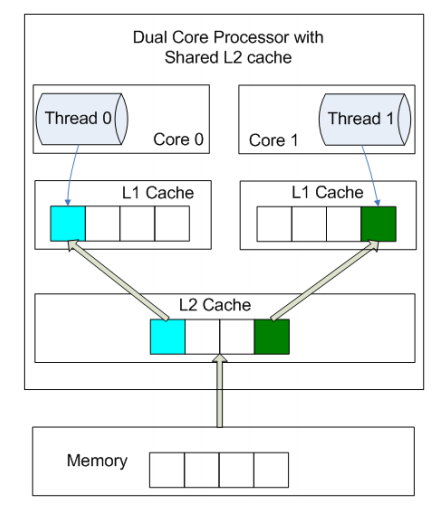 Dual Core Processor with
Shared L2 cache
Thread 0
Core 0
Thread 1
Core 1
L1 Cache
L1 Cache
L2 Cache
Memory